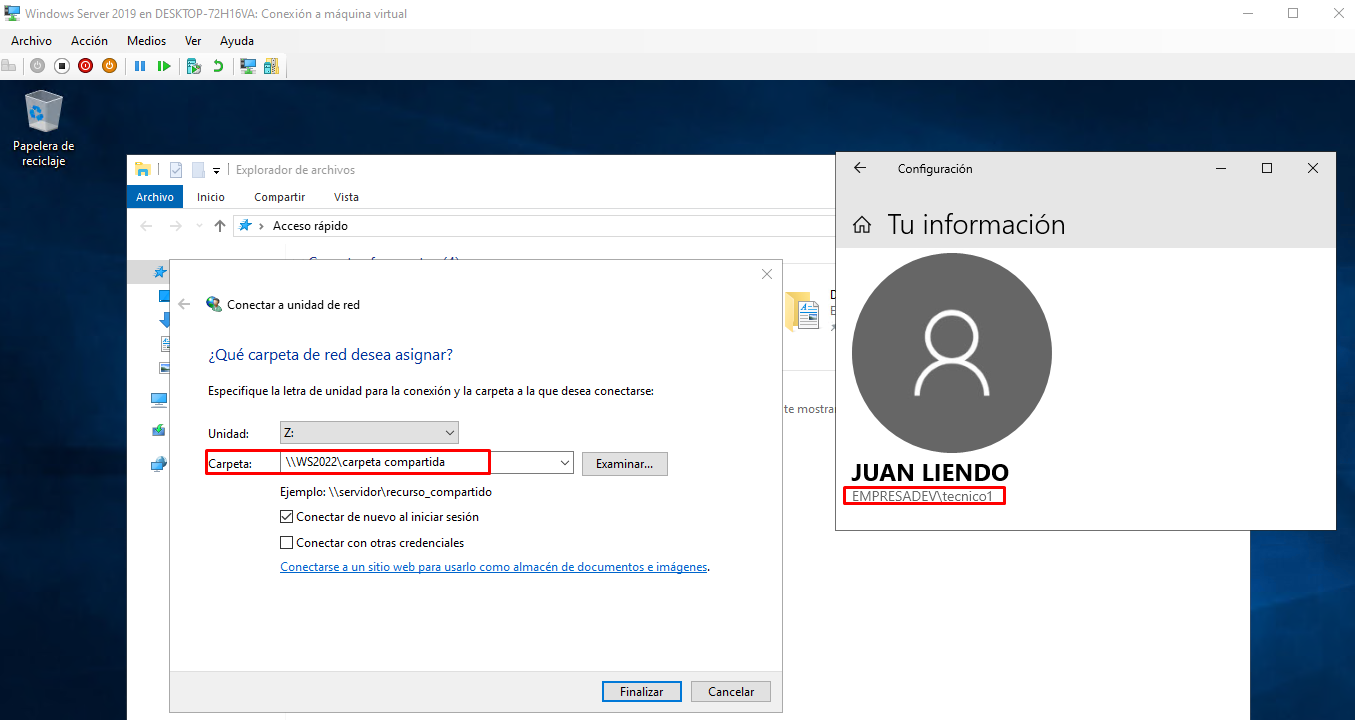 Windows Server 2019 en DESKTOP-72H16VA: Conexión a máquina virtual
Archivo Acción Medios Ver Ayuda
Papelera de
reciclaje
Explorador de archivos
Archivo Inicio Compartir Vista
Acceso rápido
Conectar a unidad de red
¿Qué carpeta de red desea asignar?
Especifique la letra de unidad para la conexión y la carpeta a la que desea conectarse:
Unidad: Z:
Carpeta: \\WS2022\carpeta compartida Examinar...
Ejemplo: \\servidor\recurso_compartido
Conectar de nuevo al iniciar sesión
Conectar con otras credenciales
Conectarse a un sitio web para usarlo como almacén de documentos e imágenes.
Finalizar Cancelar
te mostra
Configuración
Tu información
JUAN LIENDO
EMPRESADEV\tecnico1